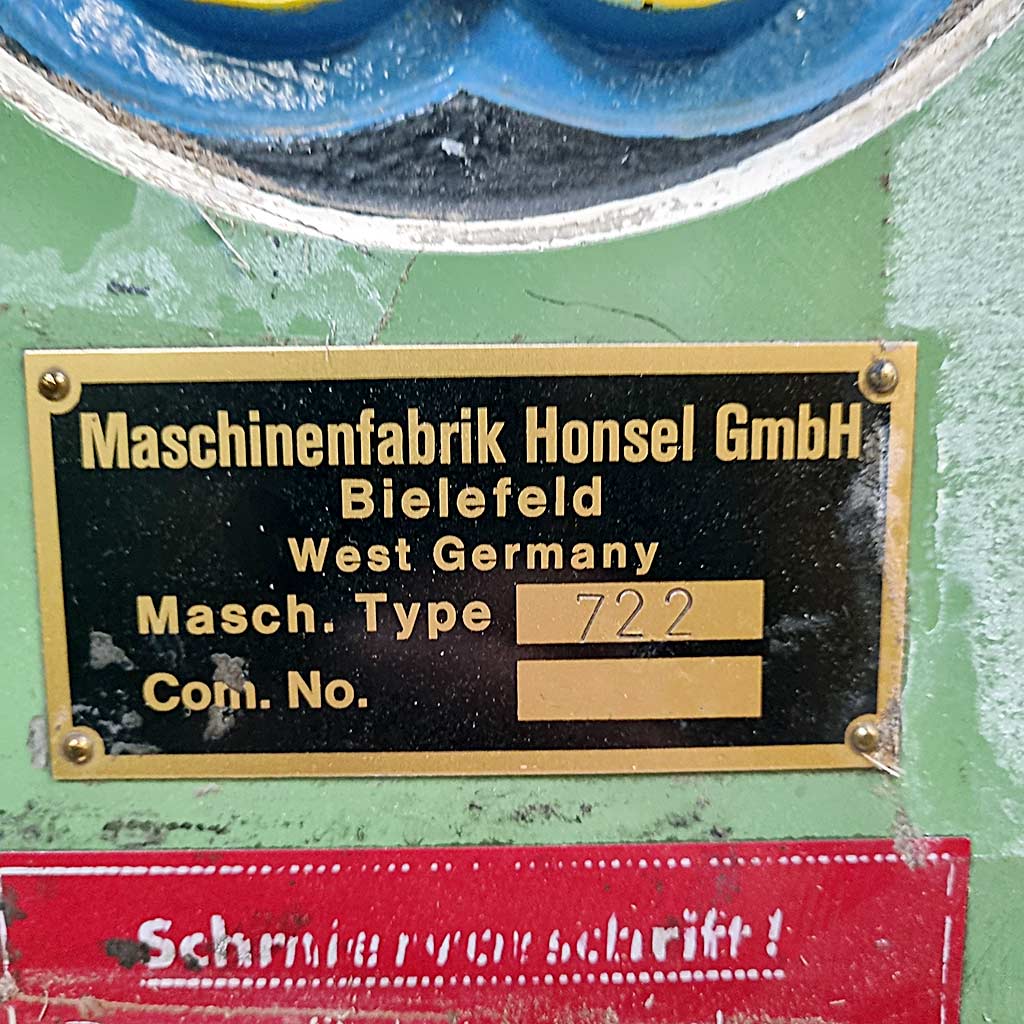 Maschinenfabrik Honsel GmbH
Bielefeld
West Germany
Masch. Type 722
Com. No.
Schmiervorschrift!